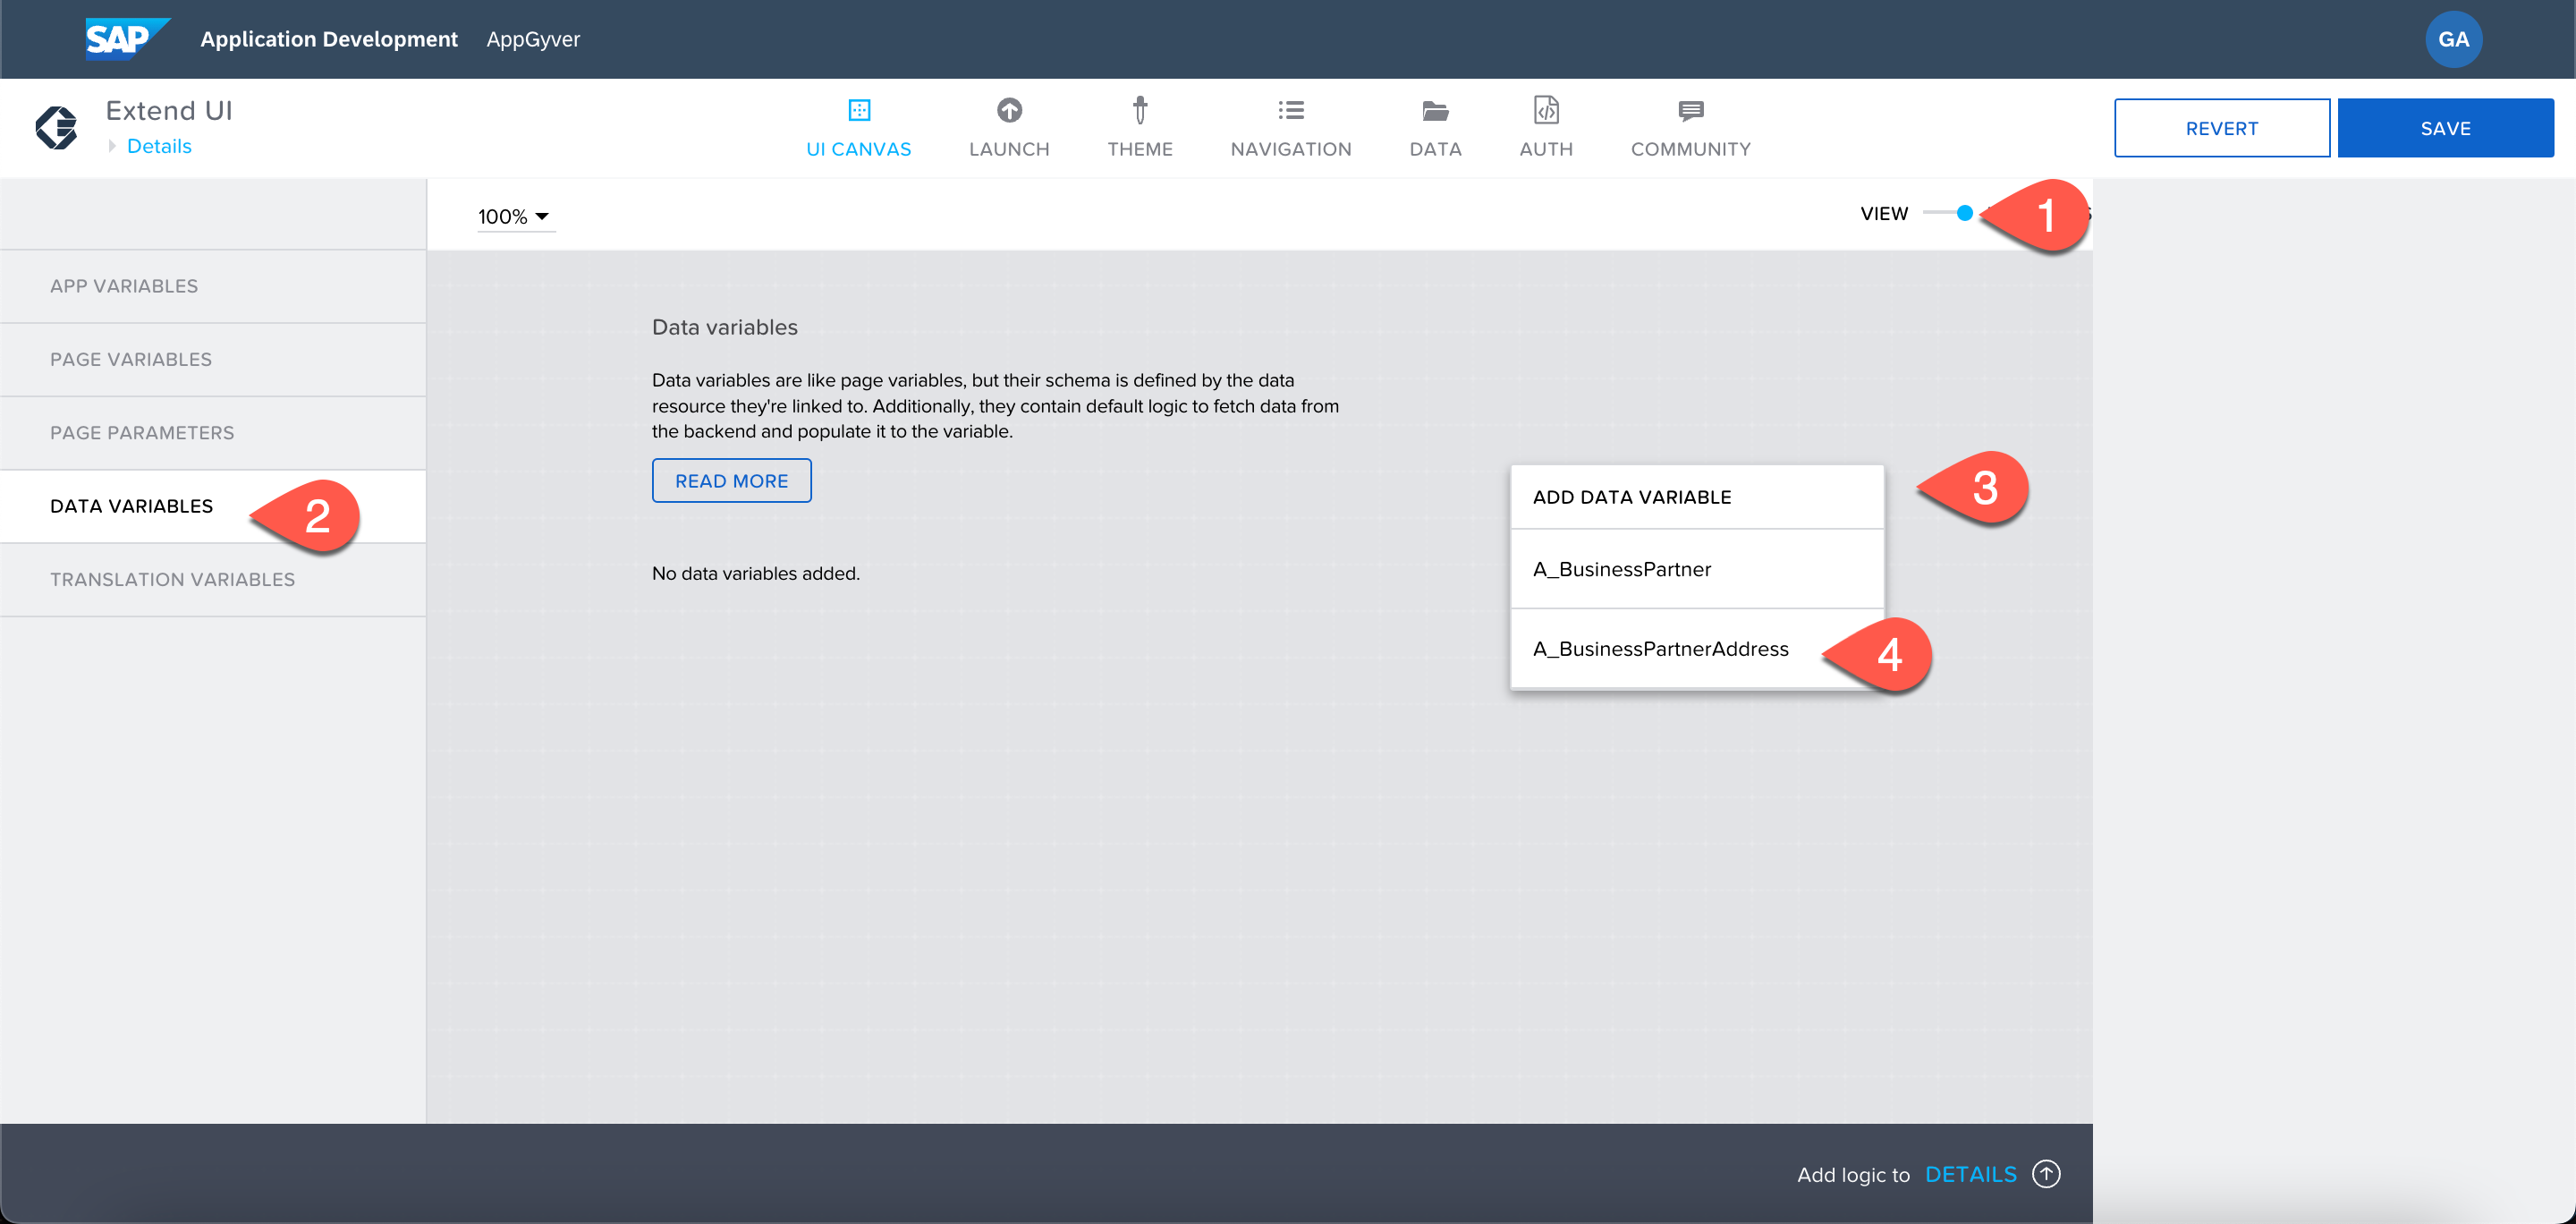 SAP Application Development AppGyver
GA
Extend UI
Details
UI CANVAS
LAUNCH
THEME
NAVIGATION
DATA
AUTH
COMMUNITY
REVERT
SAVE
100%
VIEW
1
S
APP VARIABLES
PAGE VARIABLES
PAGE PARAMETERS
DATA VARIABLES
2
TRANSLATION VARIABLES
Data variables
Data variables are like page variables, but their schema is defined by the data
resource they're linked to. Additionally, they contain default logic to fetch data from
the backend and populate it to the variable.
READ MORE
No data variables added.
ADD DATA VARIABLE
3
A_BusinessPartner
A_BusinessPartnerAddress
4
Add logic to DETAILS